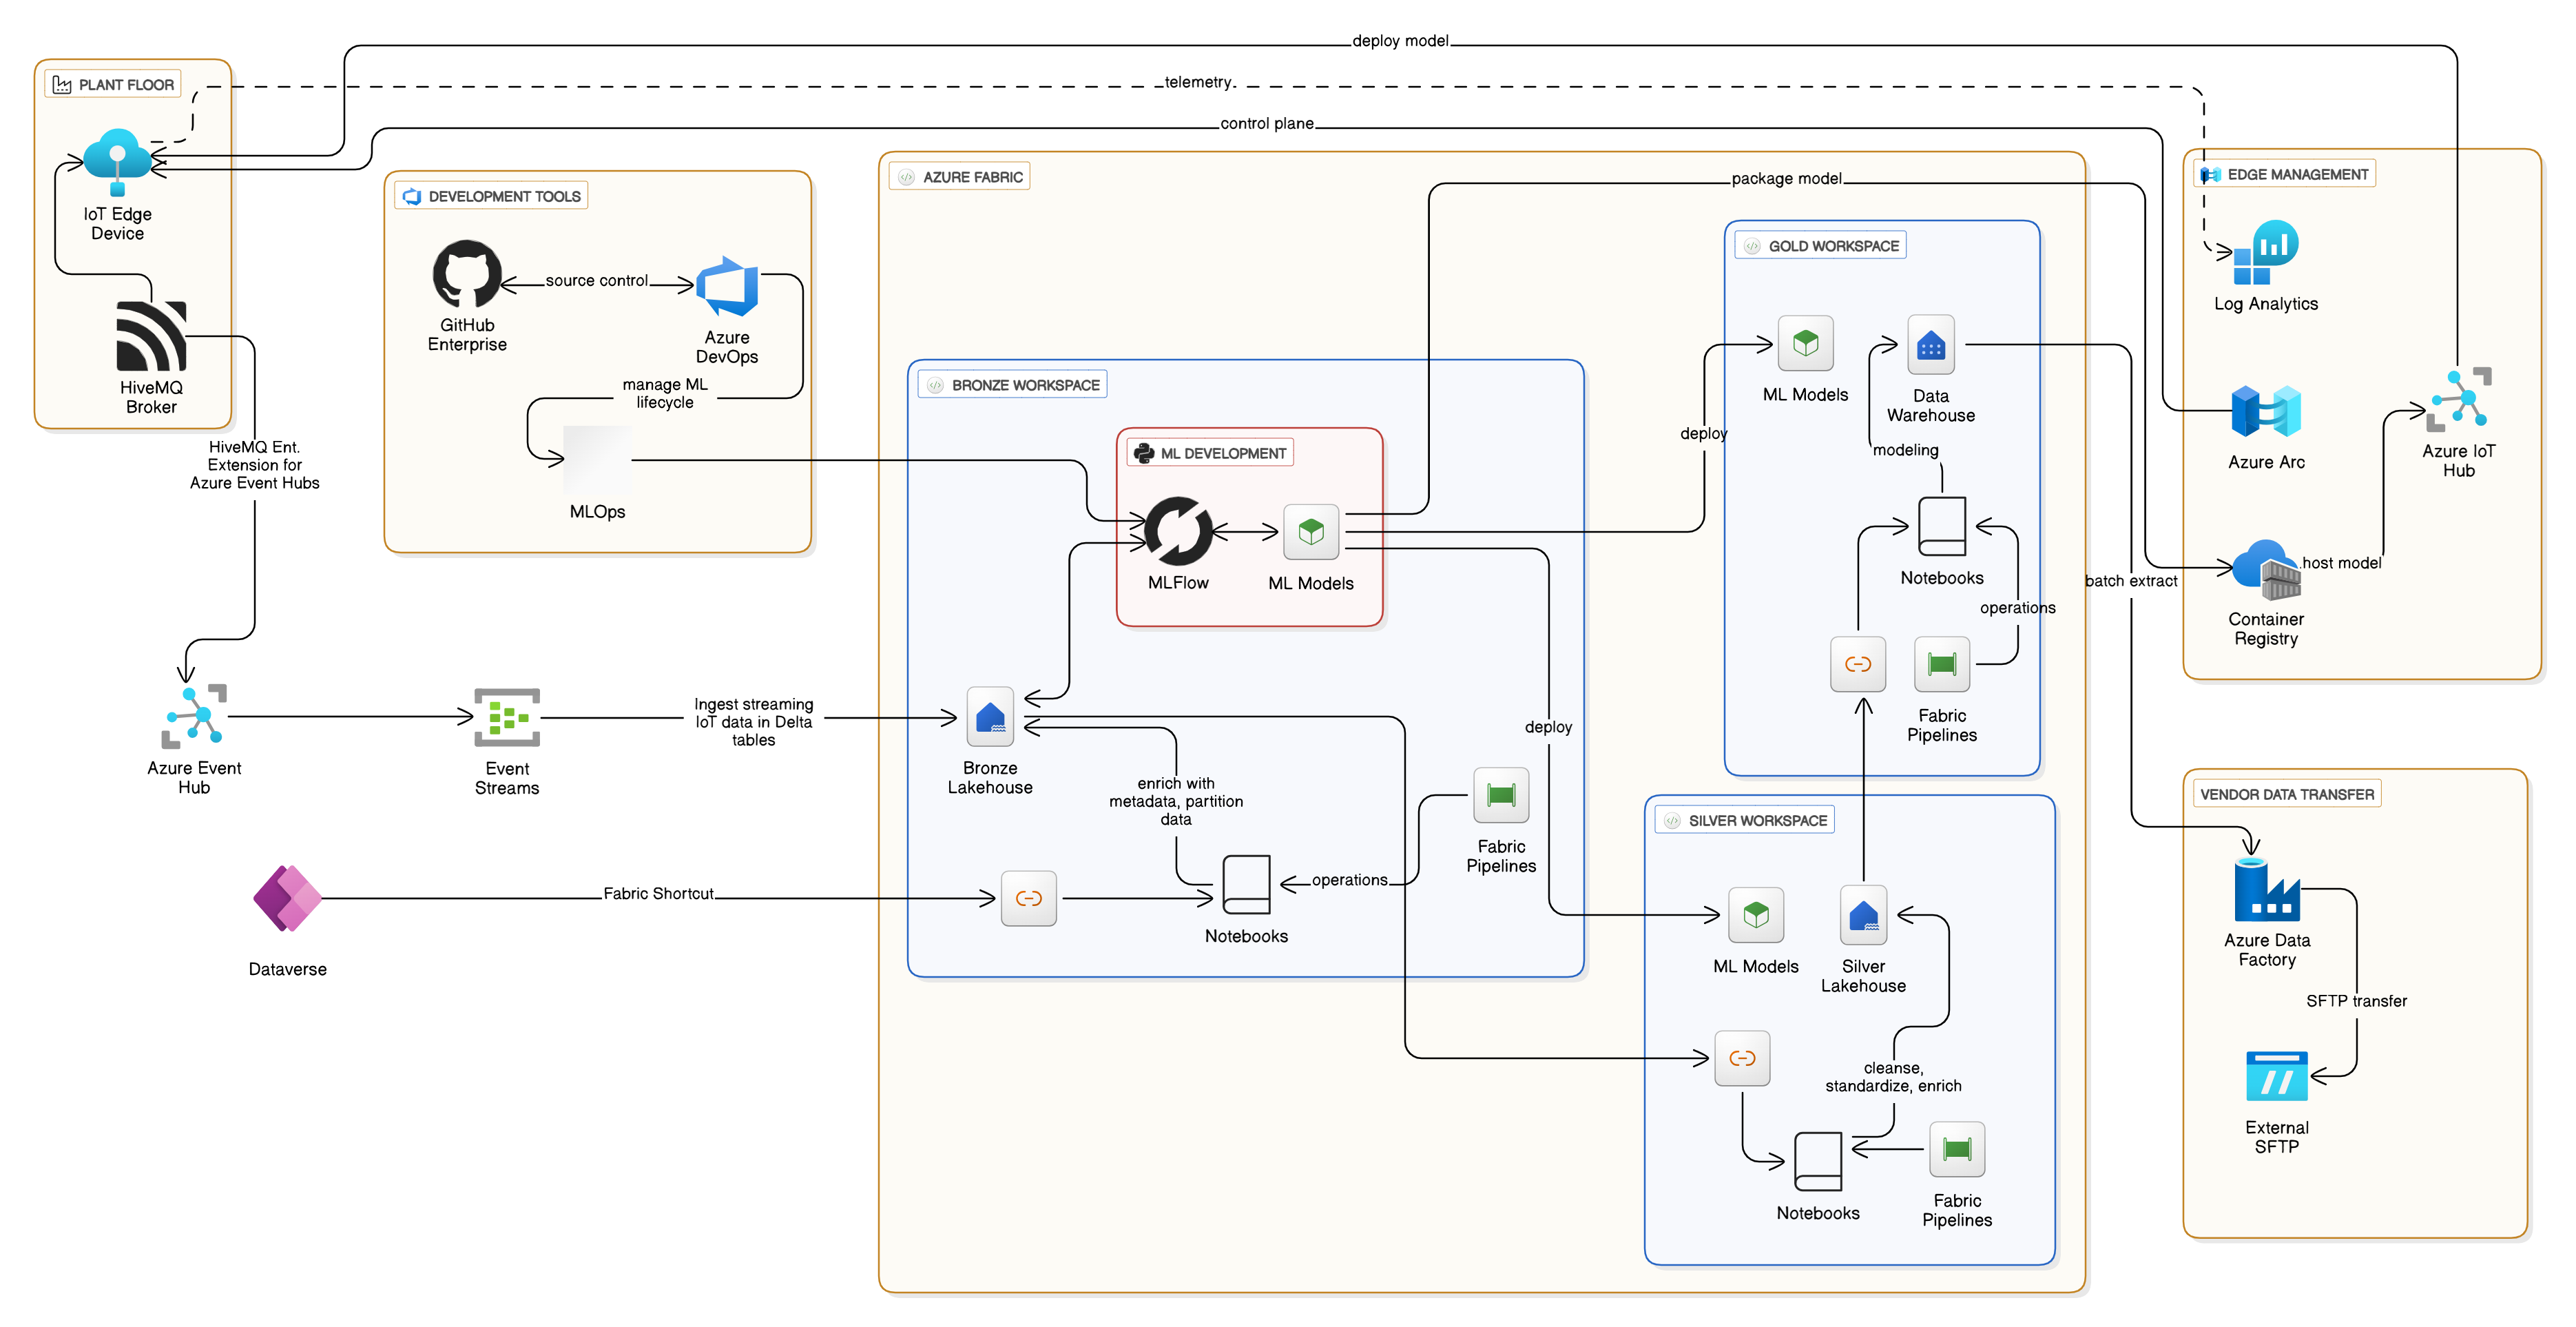 deploy model
telemetry
control plane
PLANT FLOOR
IoT Edge
Device
HiveMQ
Broker
HiveMQ Ent.
Extension for
Azure Event Hubs
DEVELOPMENT TOOLS
GitHub
Enterprise
source control
Azure
DevOps
manage ML
lifecycle
MLOps
Azure Event
Hub
Event
Streams
Ingest streaming
IoT data in Delta
tables
Dataverse
Fabric Shortcut
AZURE FABRIC
package model
BRONZE WORKSPACE
ML DEVELOPMENT
MLFlow
ML Models
Bronze
Lakehouse
enrich with
metadata, partition
data
Notebooks
operations
Fabric
Pipelines
deploy
deploy
GOLD WORKSPACE
ML Models
Data
Warehouse
modeling
Notebooks
operations
Fabric
Pipelines
SILVER WORKSPACE
ML Models
Silver
Lakehouse
cleanse,
standardize, enrich
Notebooks
Fabric
Pipelines
batch extract
EDGE MANAGEMENT
Log Analytics
Azure Arc
Azure IoT
Hub
host model
Container
Registry
VENDOR DATA TRANSFER
Azure Data
Factory
SFTP transfer
External
SFTP